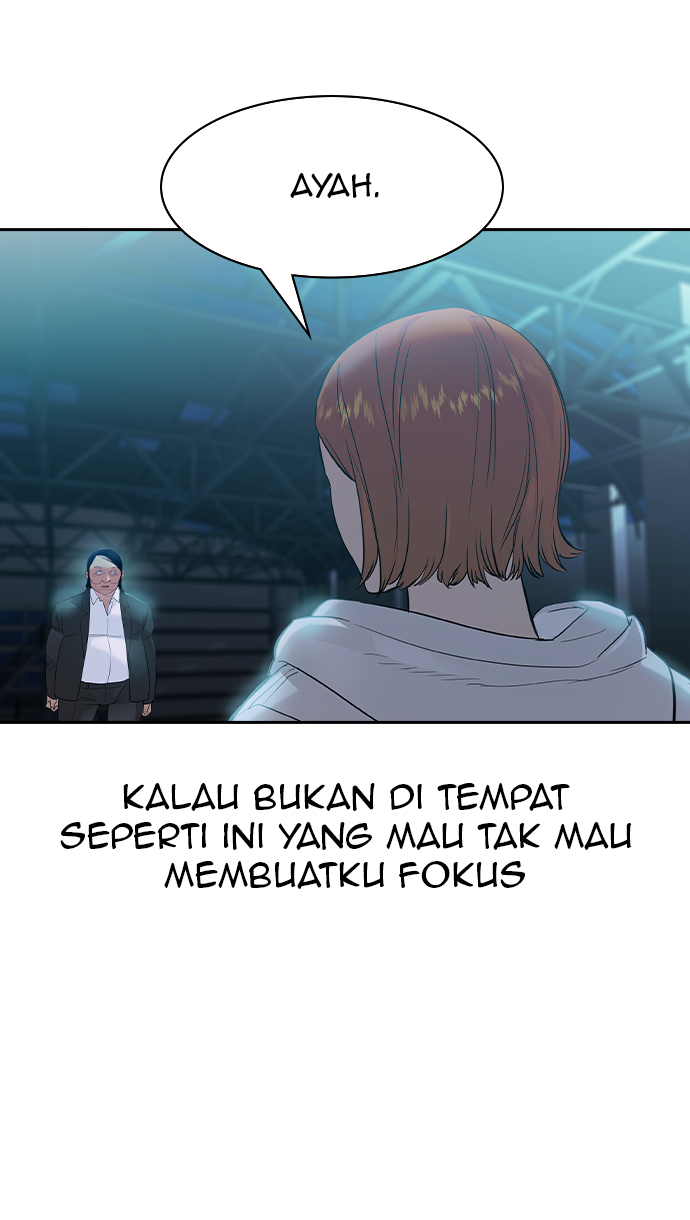 AYAH.
KALAU BUKAN DI TEMPAT
SEPERTI INI YANG MAU TAK MAU
MEMBUATKU FOKUS